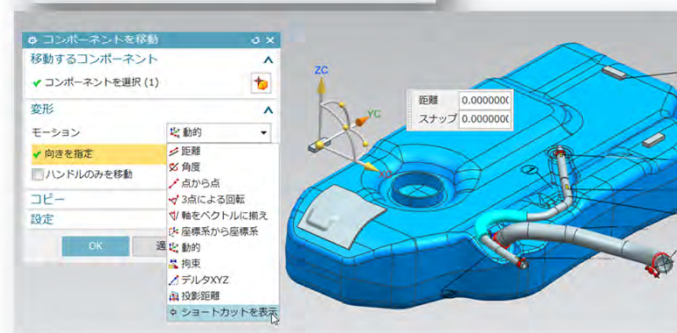 コンポーネントを移動
移動するコンポーネント
コンポーネントを選択 (1)
変形
モーション 動的
向きを指定 距離
ハンドルのみを移動 角度
点から点
コピー 3点による回転
設定 軸をベクトルに揃え
座標系から座標系
OK 適 動的
拘束
デルタXYZ
投影距離
ショートカットを表示
ZC
YC
距離 0.000000(
スナップ 0.000000(